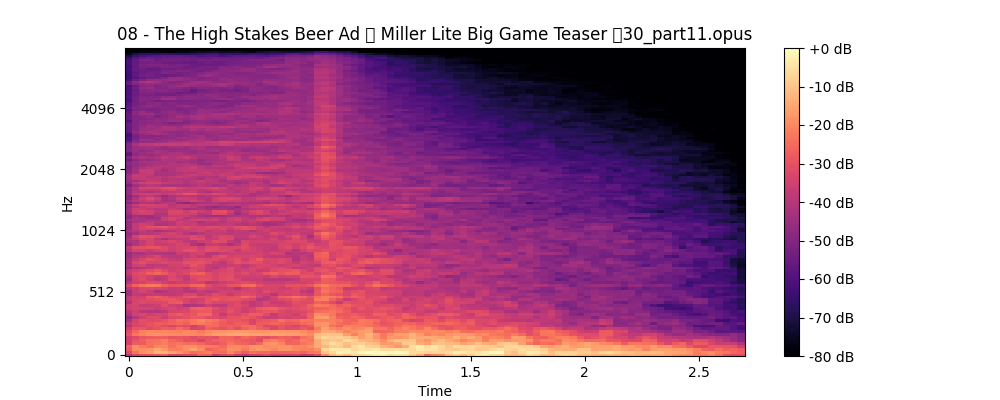 08 - The High Stakes Beer Ad ▯ Miller Lite Big Game Teaser ▯30_part11.opus
+0 dB
4096
2048
1024
512
0
Hz
-10 dB
-20 dB
-30 dB
-40 dB
-50 dB
-60 dB
-70 dB
-80 dB
0
0.5
1
1.5
2
2.5
Time